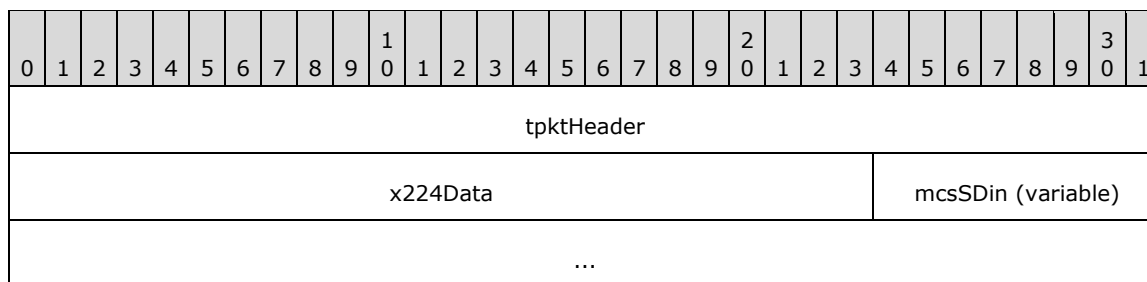 1 2 3
0 1 2 3 4 5 6 7 8 9 0 1 2 3 4 5 6 7 8 9 0 1 2 3 4 5 6 7 8 9 0 1
tpktHeader
x224Data mcsSDin (variable)
...